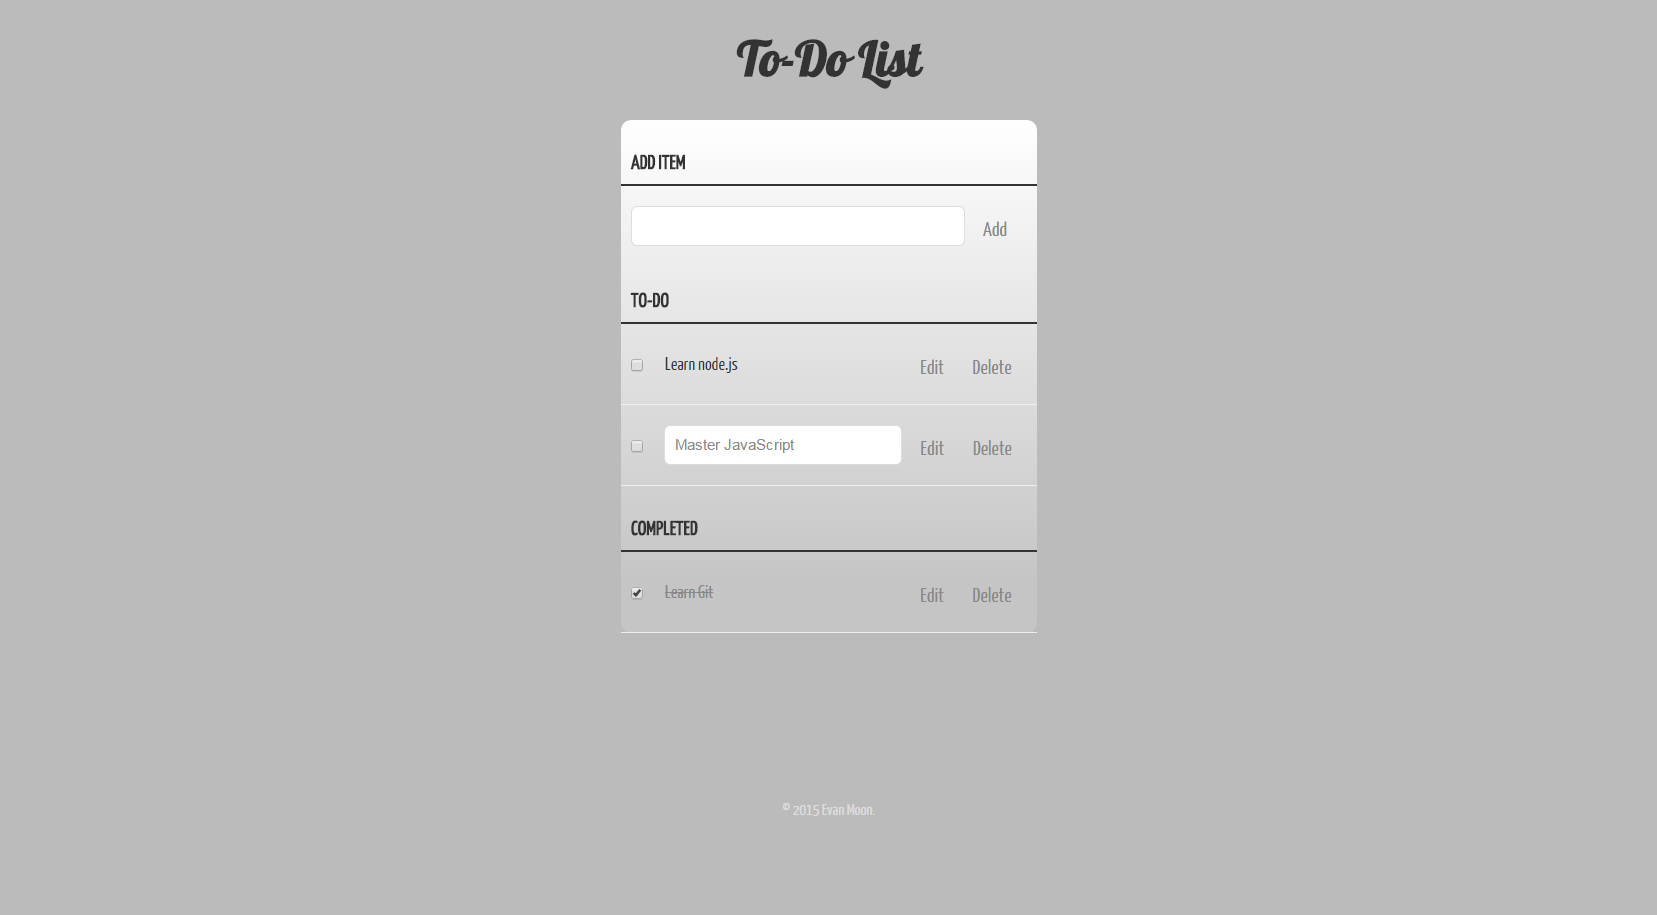 To-Do List
ADD ITEM
Add
TO-DO
Learn node.js Edit Delete
Master JavaScript Edit Delete
COMPLETED
Learn Git Edit Delete
© 2015 Evan Moon.